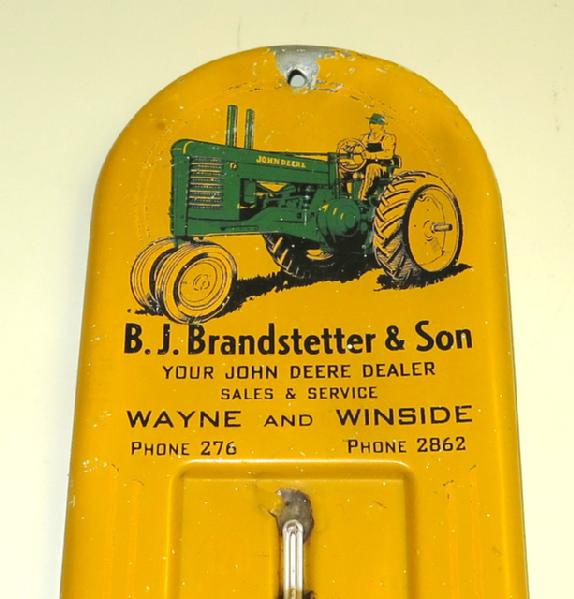 JOHN DEERE
B. J. Brandstetter & Son
YOUR JOHN DEERE DEALER
SALES & SERVICE
WAYNE AND WINSIDE
PHONE 276 PHONE 2862